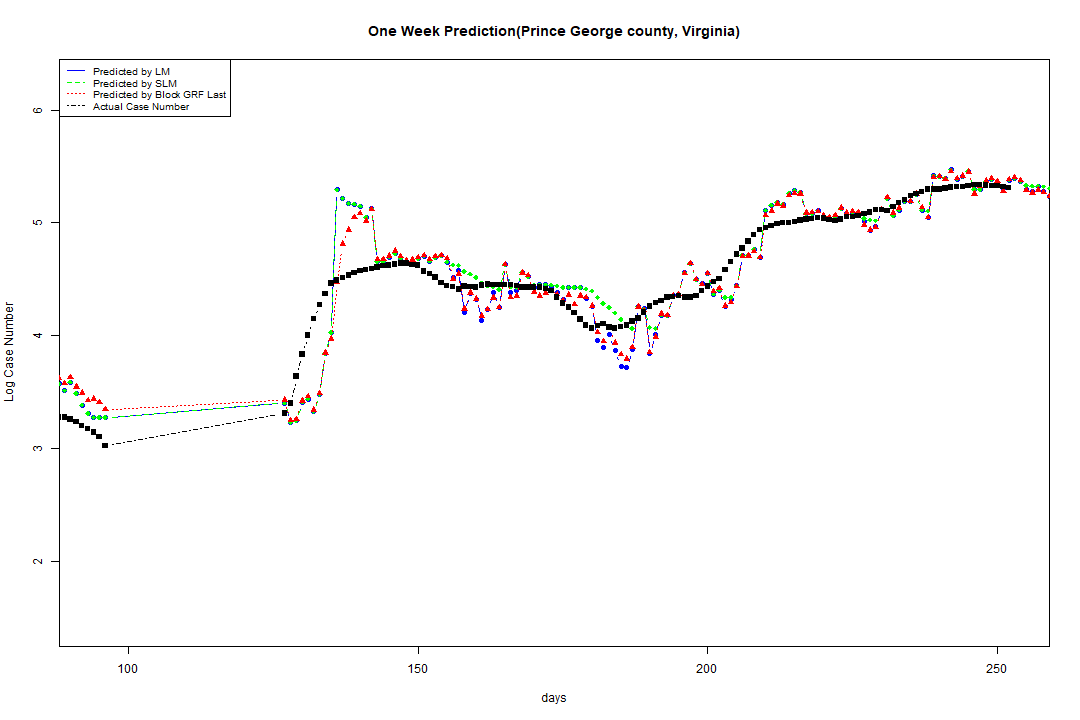 One Week Prediction(Prince George county, Virginia)
Predicted by LM
Predicted by SLM
Predicted by Block GRF Last
Actual Case Number
6
5
4
3
2
Log Case Number
100
150
200
250
days